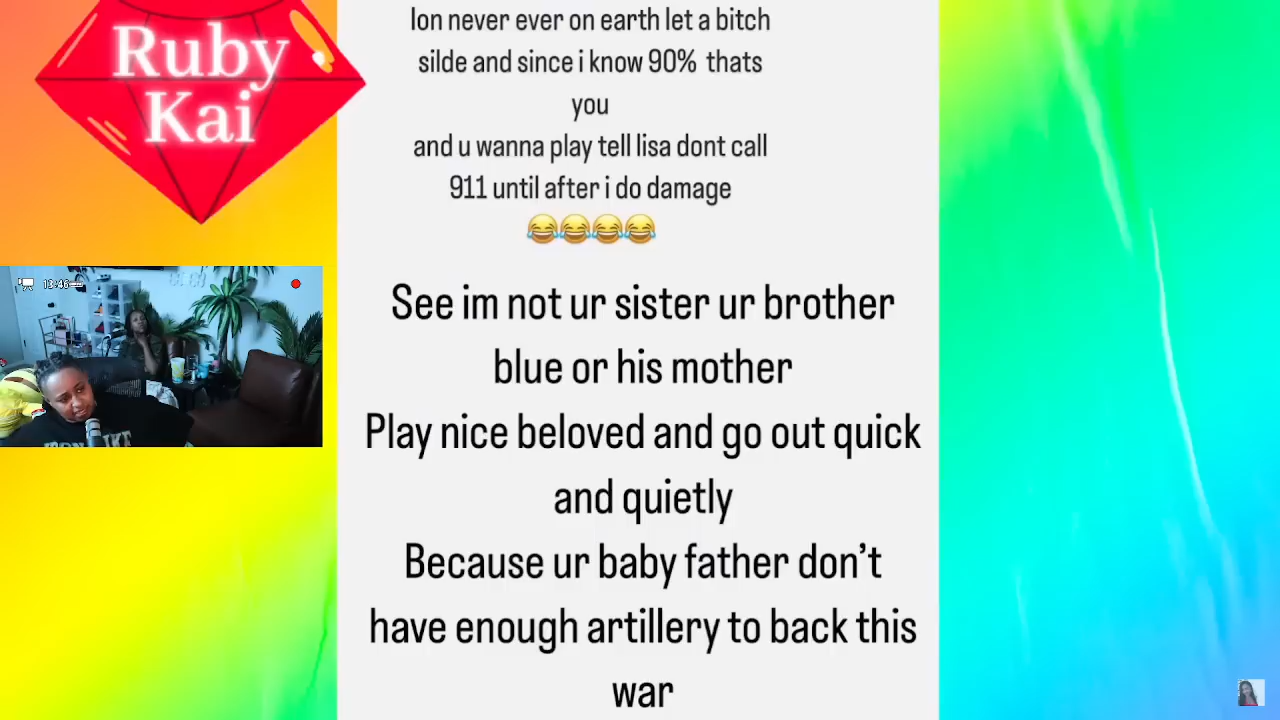 Ruby
Kai
Ion never ever on earth let a bitch
silde and since i know 90% thats
you
and u wanna play tell lisa dont call
911 until after i do damage
😂😂😂😂
See im not ur sister ur brother
blue or his mother
Play nice beloved and go out quick
and quietly
Because ur baby father don’t
have enough artillery to back this
war